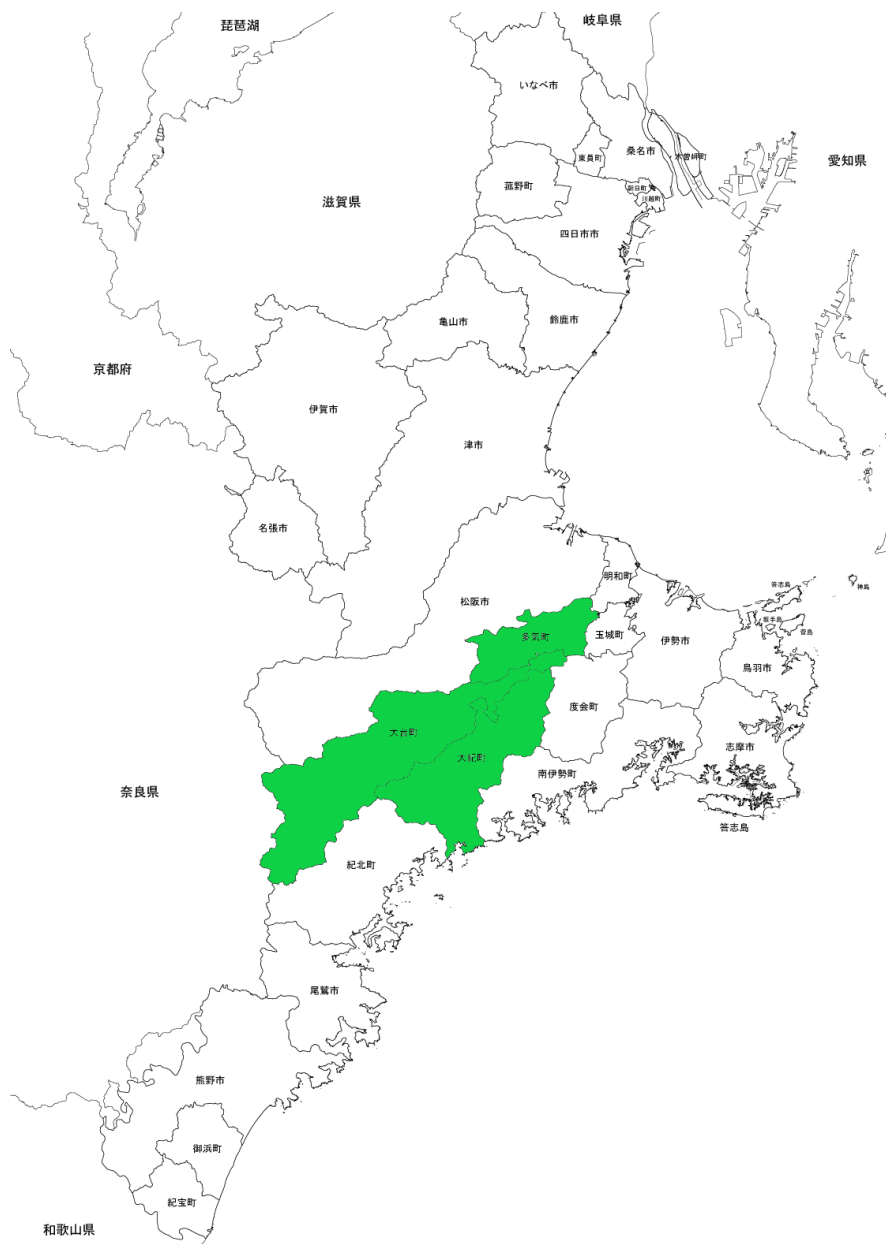 琵琶湖
岐阜県
いなべ市
東員町
桑名市
木曽岬町
愛知県
菰野町
朝日町
川越町
滋賀県
四日市市
亀山市
鈴鹿市
京都府
伊賀市
津市
名張市
明和町
答志島
神島
松阪市
坂手島
菅島
多気町
玉城町
伊勢市
鳥羽市
度会町
大台町
大紀町
志摩市
南伊勢町
奈良県
答志島
紀北町
尾鷲市
熊野市
御浜町
紀宝町
和歌山県